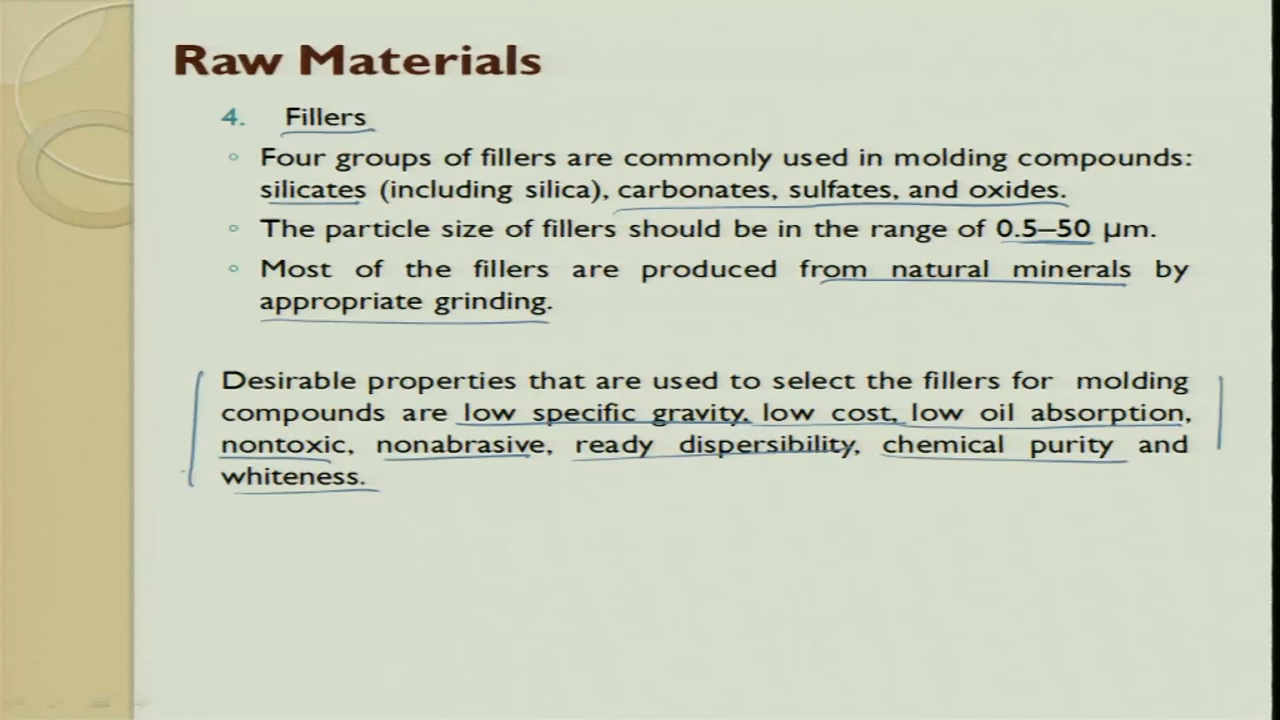 Raw Materials
4. Fillers
◦ Four groups of fillers are commonly used in molding compounds:
silicates (including silica), carbonates, sulfates, and oxides.
◦ The particle size of fillers should be in the range of 0.5–50 μm.
◦ Most of the fillers are produced from natural minerals by
appropriate grinding.
Desirable properties that are used to select the fillers for molding
compounds are low specific gravity, low cost, low oil absorption,
nontoxic, nonabrasive, ready dispersibility, chemical purity and
whiteness.